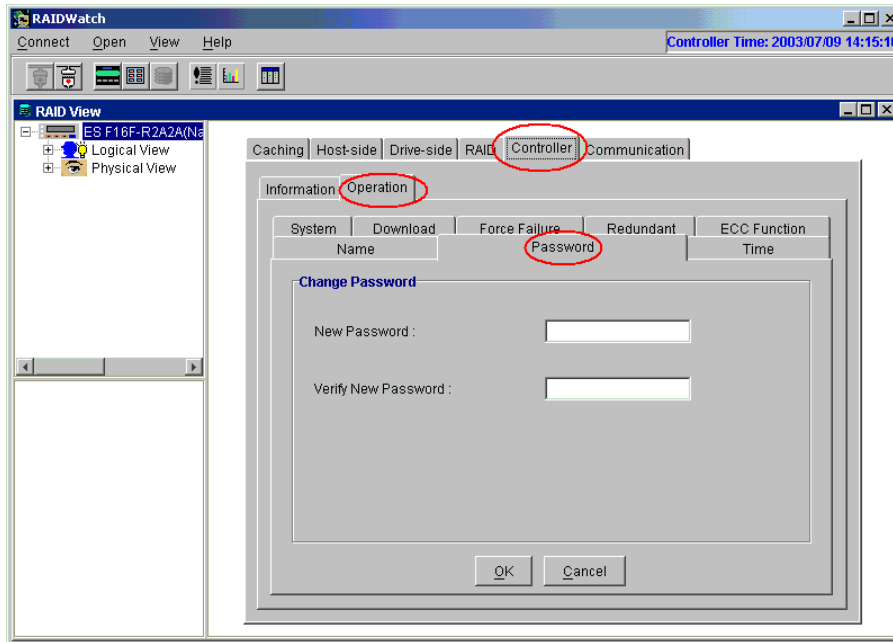 RAIDWatch
Connect Open View Help
Controller Time: 2003/07/09 14:15:16
RAID View
ES F16F-R2A2A(Na
Logical View
Physical View
Caching Host-side Drive-side RAID Controller Communication
Information Operation
System Download Force Failure Redundant ECC Function
Name Password Time
Change Password
New Password :
Verify New Password :
OK Cancel